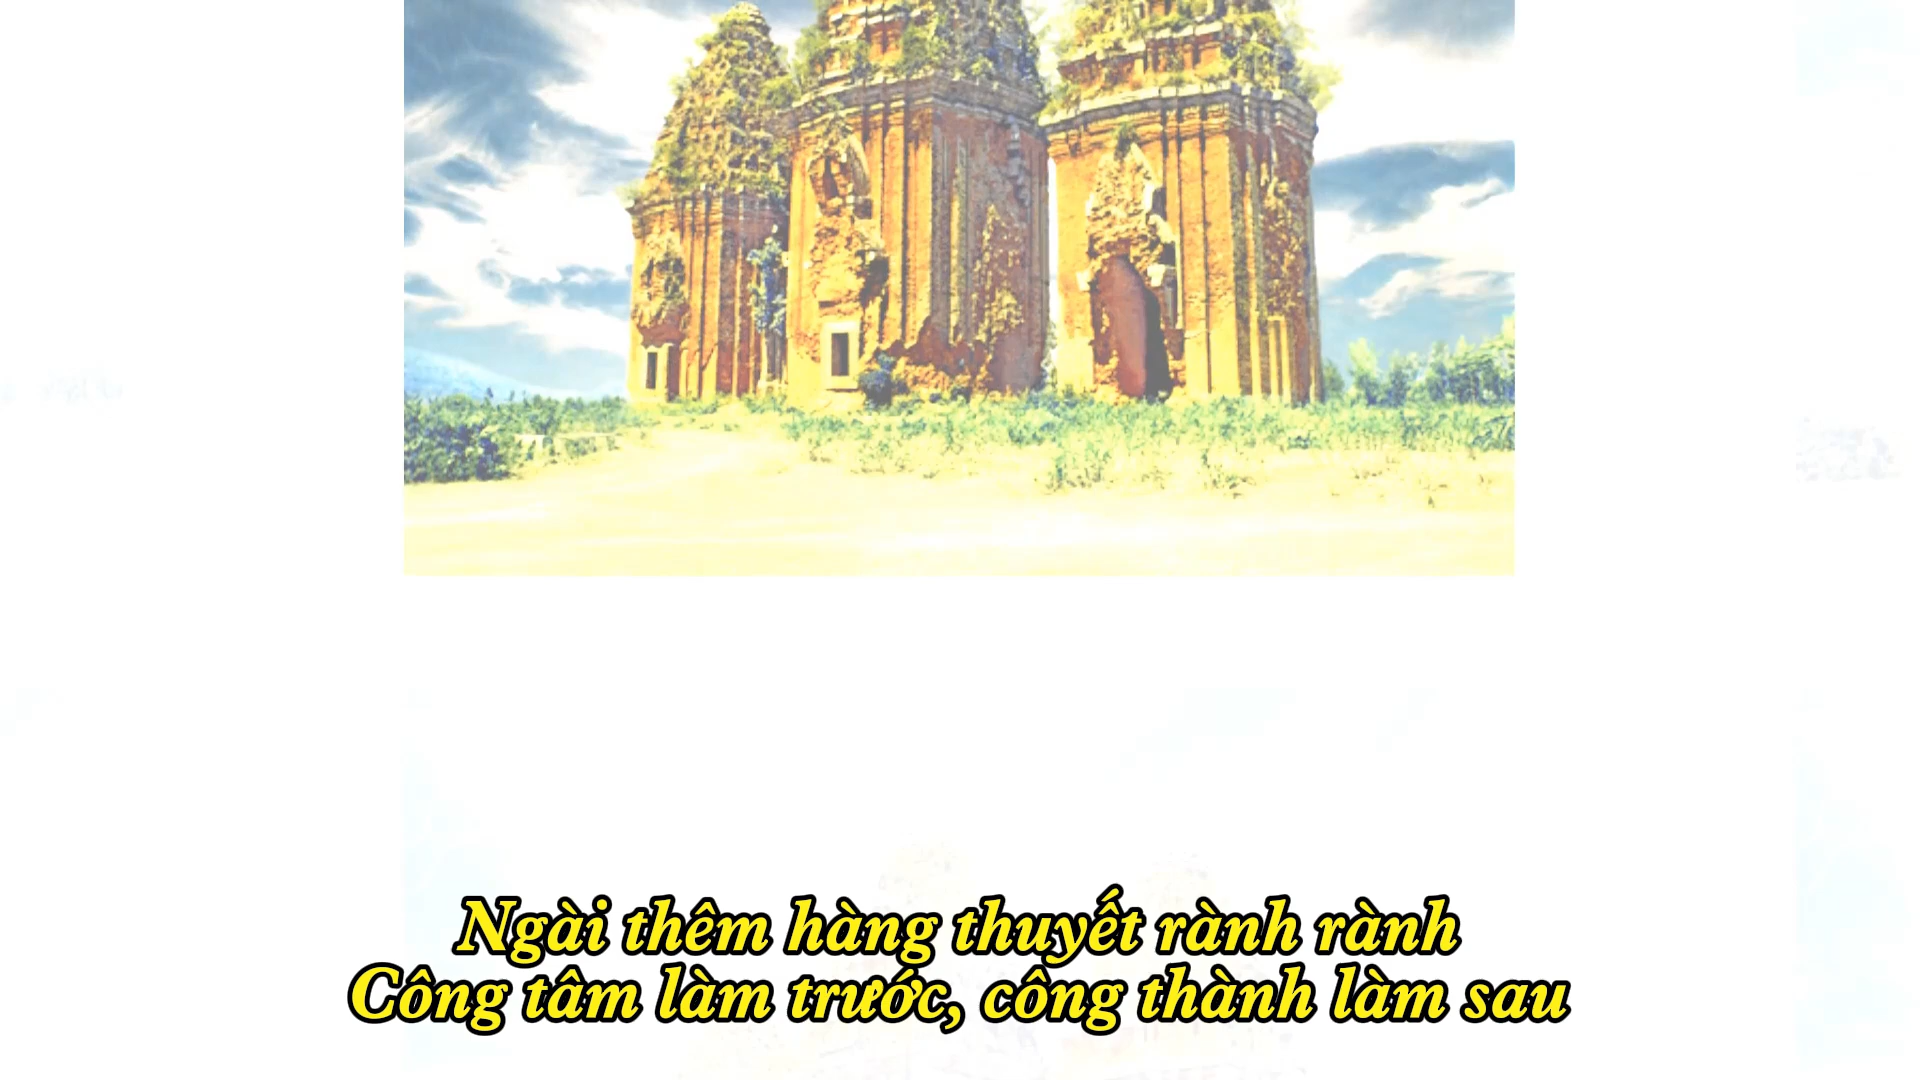 Ngài thêm hàng thuyết rành rành
Công tâm làm trước, công thành làm sau